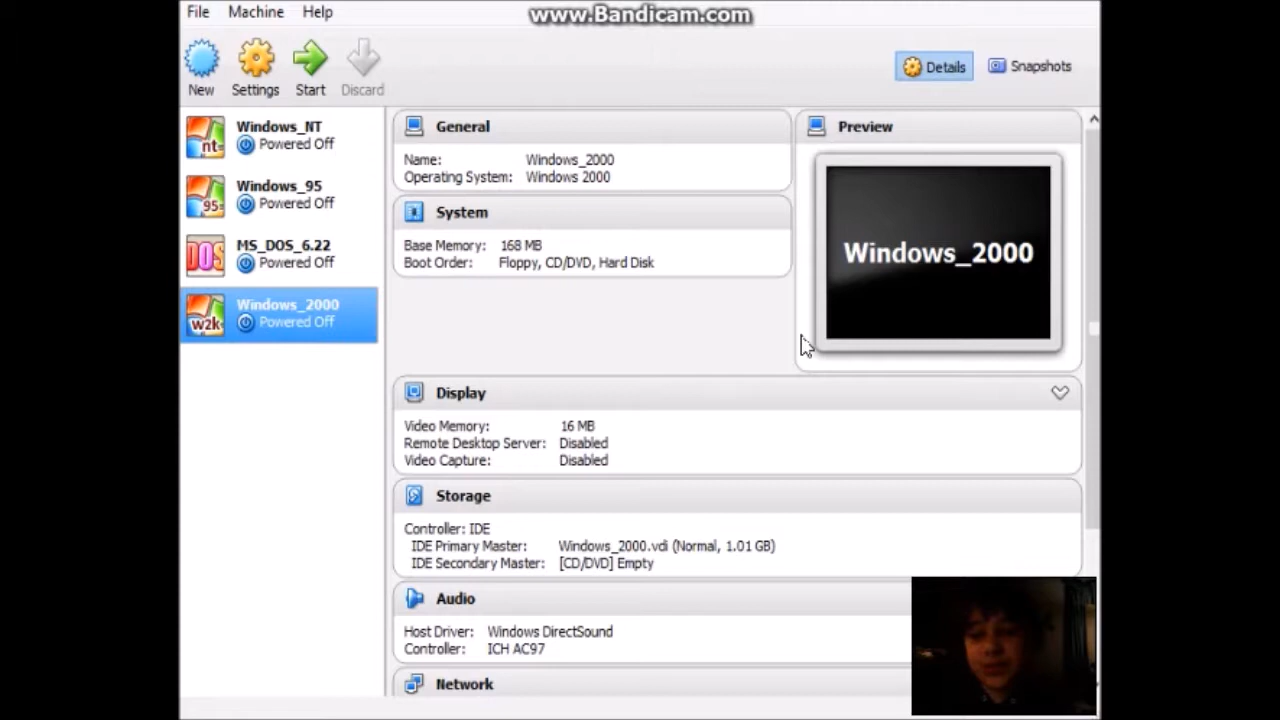 File Machine Help
www.Bandicam.com
New Settings Start Discard
Details Snapshots
Windows_NT
Powered Off
Windows_95
Powered Off
MS_DOS_6.22
Powered Off
Windows_2000
Powered Off
nt
95
DOS
w2k
General
Name: Windows_2000
Operating System: Windows 2000
System
Base Memory: 168 MB
Boot Order: Floppy, CD/DVD, Hard Disk
Preview
Windows_2000
Display
Video Memory: 16 MB
Remote Desktop Server: Disabled
Video Capture: Disabled
Storage
Controller: IDE
IDE Primary Master: Windows_2000.vdi (Normal, 1.01 GB)
IDE Secondary Master: [CD/DVD] Empty
Audio
Host Driver: Windows DirectSound
Controller: ICH AC97
Network